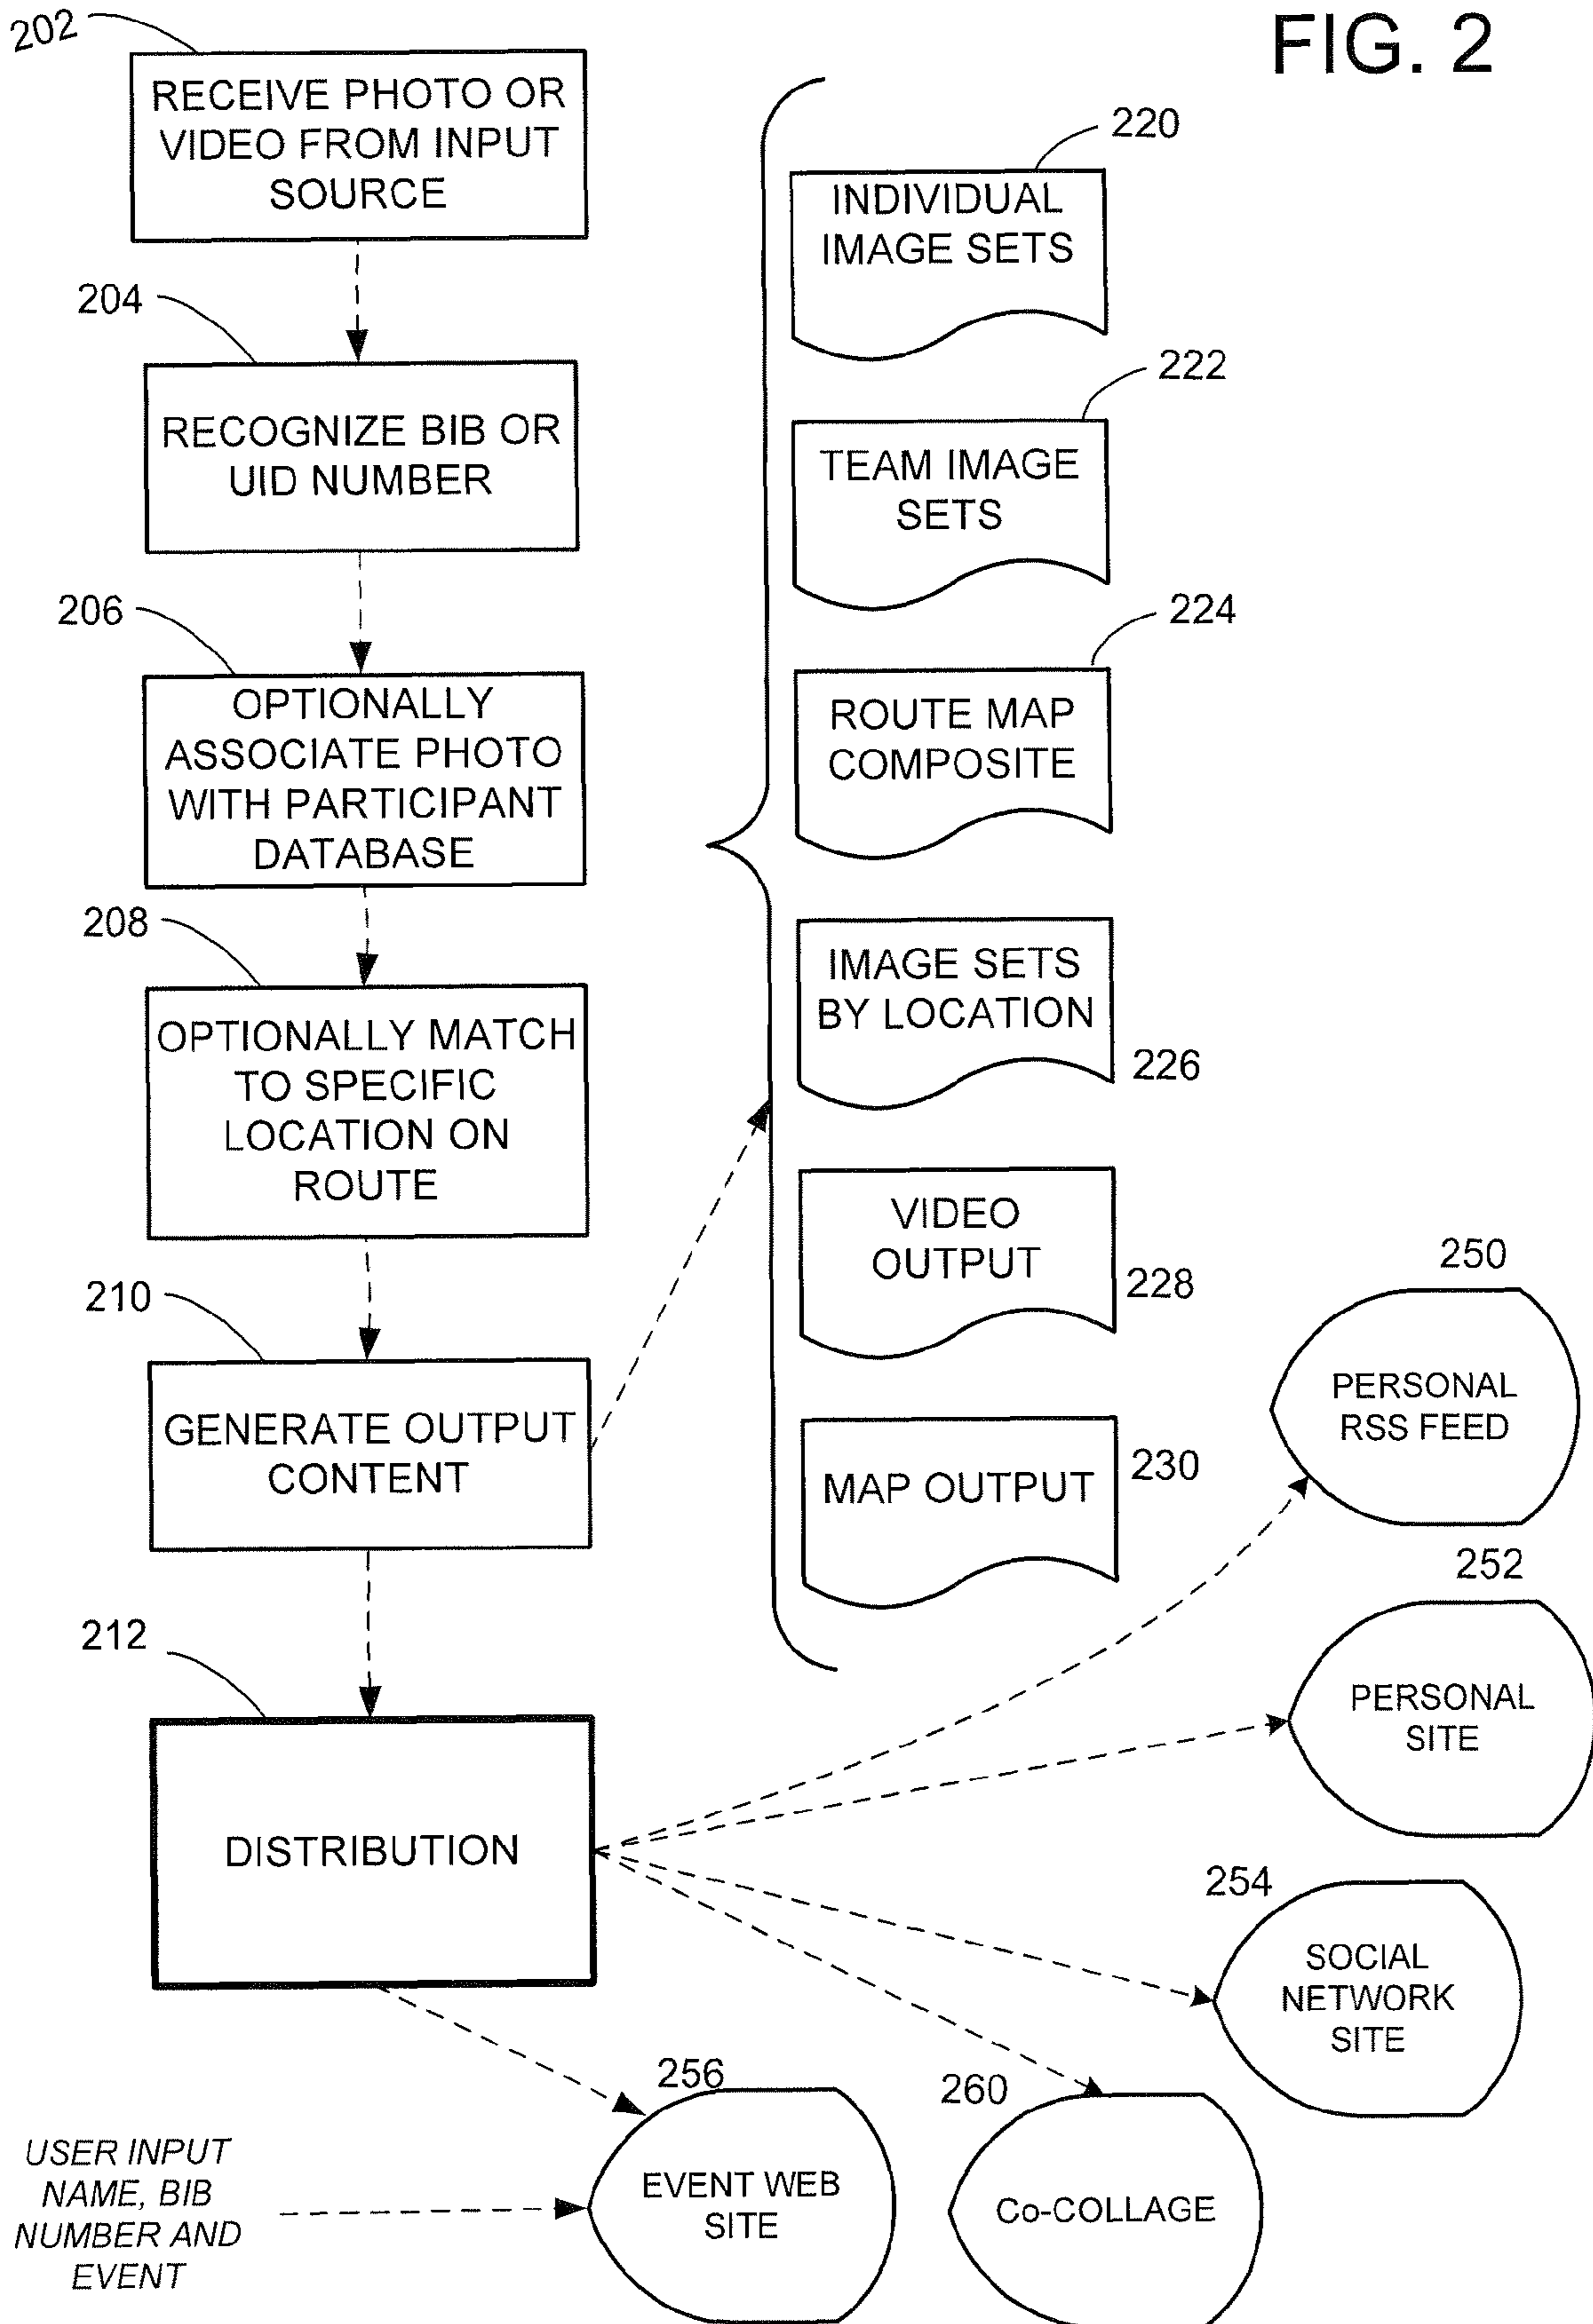 FIG. 2
202
RECEIVE PHOTO OR
VIDEO FROM INPUT
SOURCE
204
RECOGNIZE BIB OR
UID NUMBER
206
OPTIONALLY
ASSOCIATE PHOTO
WITH PARTICIPANT
DATABASE
208
OPTIONALLY MATCH
TO SPECIFIC
LOCATION ON
ROUTE
210
GENERATE OUTPUT
CONTENT
212
DISTRIBUTION
220
INDIVIDUAL
IMAGE SETS
222
TEAM IMAGE
SETS
224
ROUTE MAP
COMPOSITE
IMAGE SETS
BY LOCATION
226
VIDEO
OUTPUT
228
MAP OUTPUT
230
250
PERSONAL
RSS FEED
252
PERSONAL
SITE
254
SOCIAL
NETWORK
SITE
256
EVENT WEB
SITE
260
Co-COLLAGE
USER INPUT
NAME, BIB
NUMBER AND
EVENT